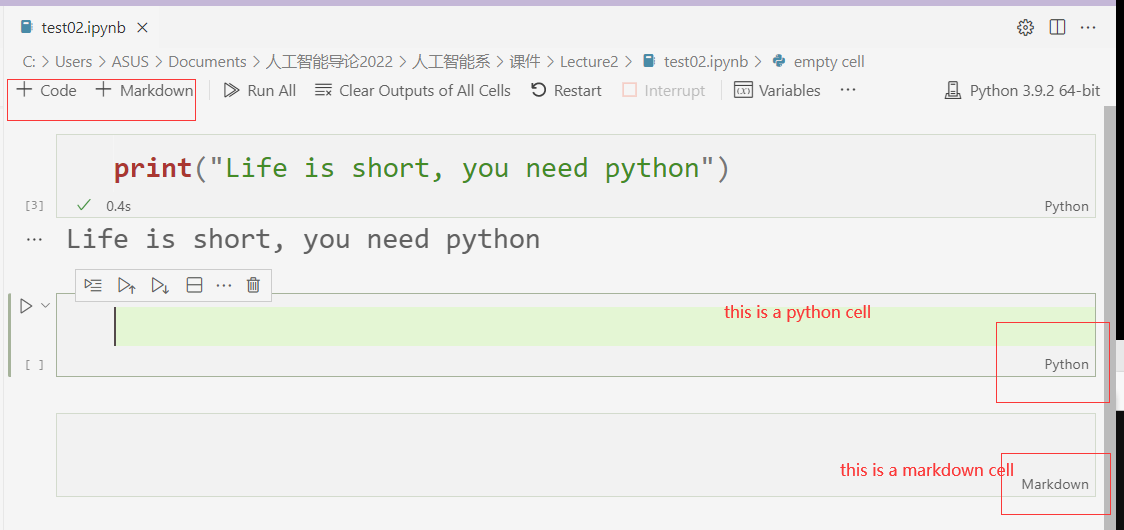 test02.ipynb
C: > Users > ASUS > Documents > 人工智能导论2022 > 人工智能系 > 课件 > Lecture2 > test02.ipynb > empty cell
+ Code + Markdown Run All Clear Outputs of All Cells Restart Interrupt Variables ... Python 3.9.2 64-bit
print("Life is short, you need python")
[3] 0.4s Python
... Life is short, you need python
this is a python cell
[ ] Python
this is a markdown cell
Markdown